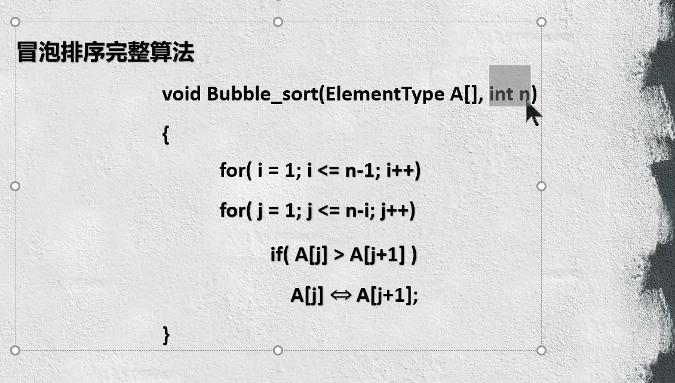 冒泡排序完整算法
void Bubble_sort(ElementType A[], int n)
{
for( i = 1; i <= n-1; i++)
for( j = 1; j <= n-i; j++)
if( A[j] > A[j+1] )
A[j] ⇔ A[j+1];
}